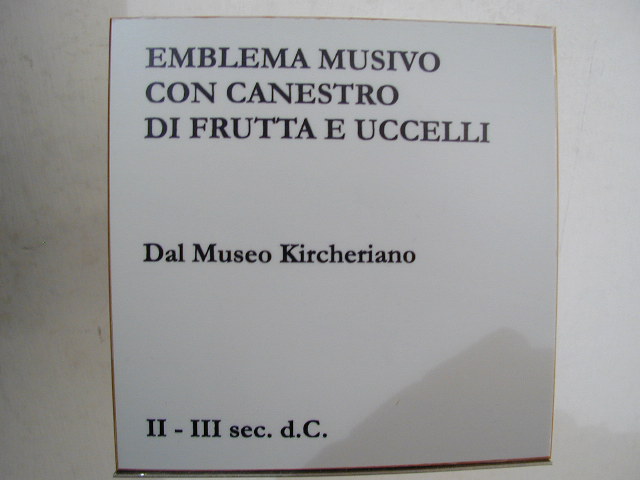 EMBLEMA MUSIVO
CON CANESTRO
DI FRUTTA E UCCELLI
Dal Museo Kircheriano
II - III sec. d.C.